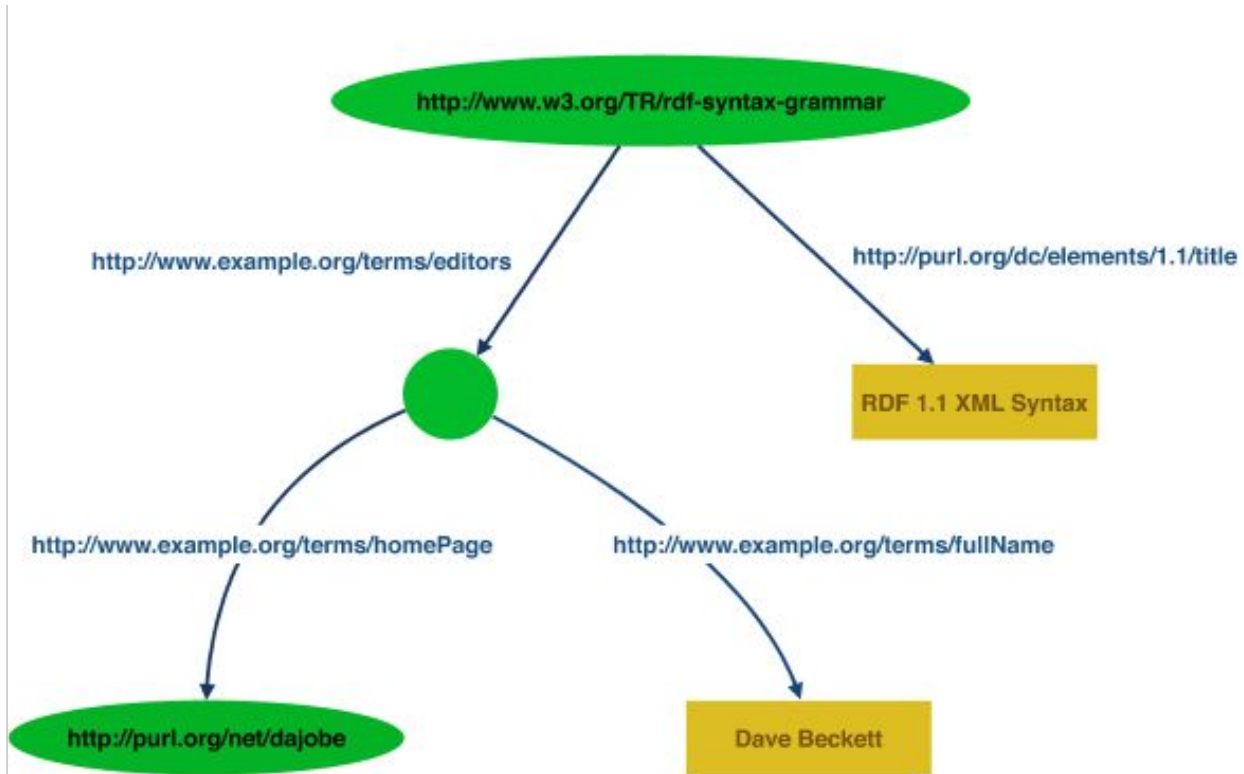 http://www.w3.org/TR/rdf-syntax-grammar
http://www.example.org/terms/editors
http://purl.org/dc/elements/1.1/title
RDF 1.1 XML Syntax
http://www.example.org/terms/homePage
http://www.example.org/terms/fullName
http://purl.org/net/dajobe
Dave Beckett